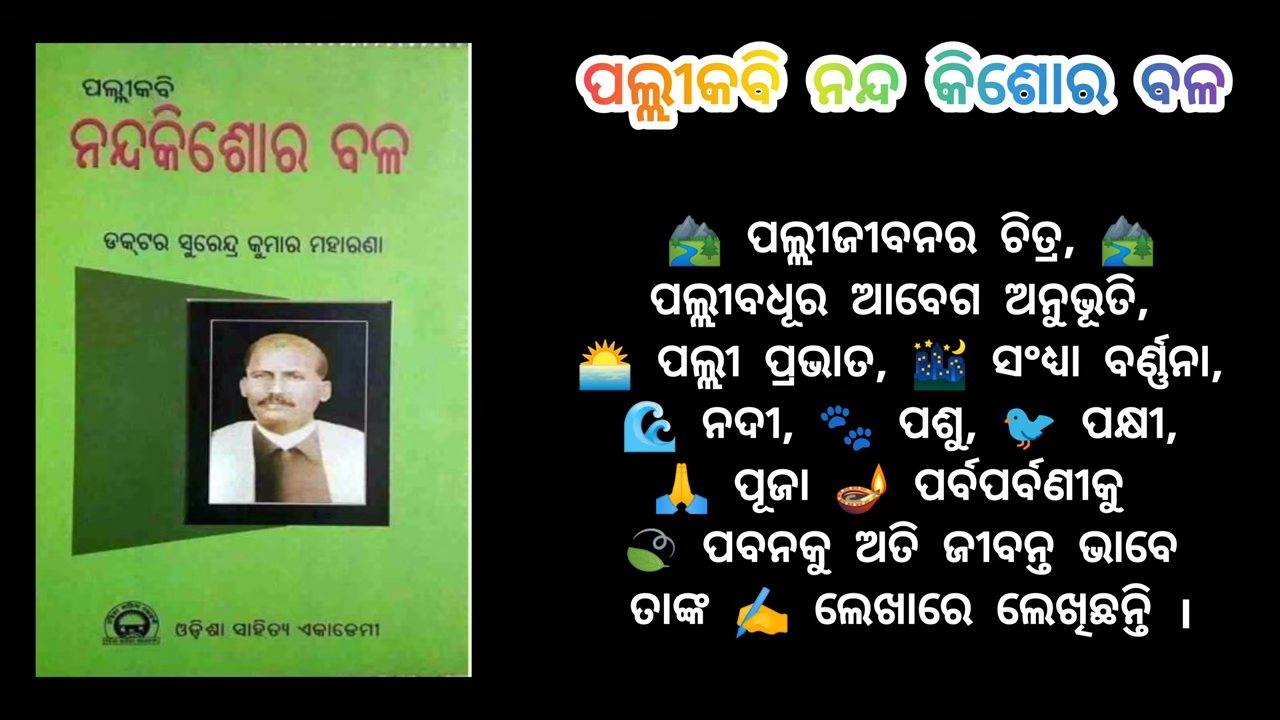 ପଲ୍ଲୀକବି
ନନ୍ଦକିଶୋର ବଳ
ଡକ୍‌ଟର ସୁରେନ୍ଦ୍ର କୁମାର ମହାରଣା
ଓଡ଼ିଶା ସାହିତ୍ୟ ଏକାଡେମୀ
ପଲ୍ଲୀକବି ନନ୍ଦ କିଶୋର ବଳ
🏞️ ପଲ୍ଲୀଜୀବନର ଚିତ୍ର, 🏞️
ପଲ୍ଲୀବଧୂର ଆବେଗ ଅନୁଭୂତି,
🌅 ପଲ୍ଲୀ ପ୍ରଭାତ, 🌃 ସଂଧ୍ୟା ବର୍ଣ୍ଣନା,
🌊 ନଦୀ, 🐾 ପଶୁ, 🐦 ପକ୍ଷୀ,
🙏 ପୂଜା 🪔 ପର୍ବପର୍ବଣୀକୁ
🍃 ପବନକୁ ଅତି ଜୀବନ୍ତ ଭାବେ
ତାଙ୍କ ✍️ ଲେଖାରେ ଲେଖିଛନ୍ତି ।